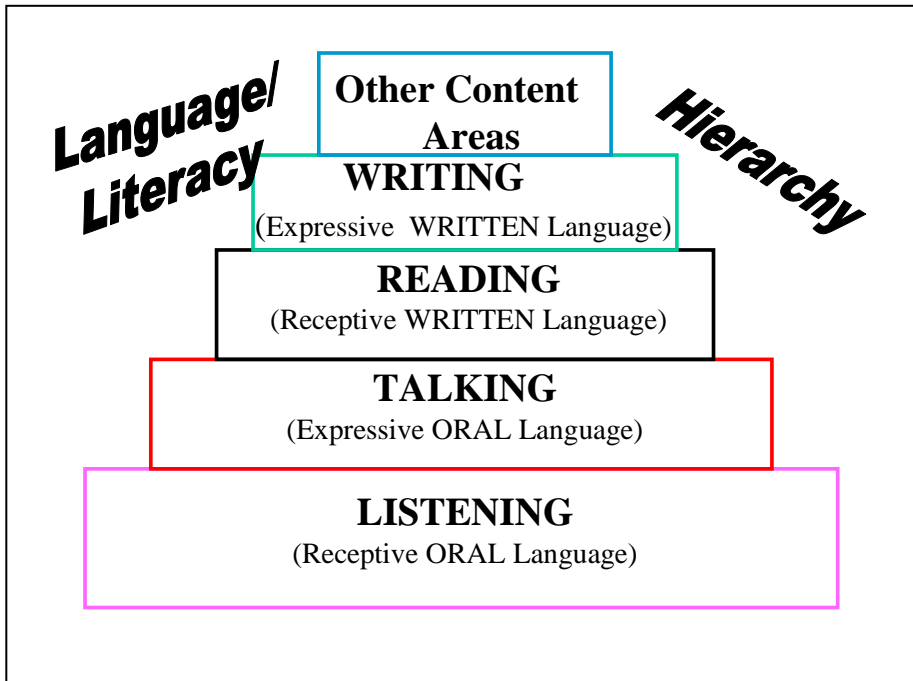 Language/
Literacy
Hierarchy
Other Content
Areas
WRITING
(Expressive WRITTEN Language)
READING
(Receptive WRITTEN Language)
TALKING
(Expressive ORAL Language)
LISTENING
(Receptive ORAL Language)